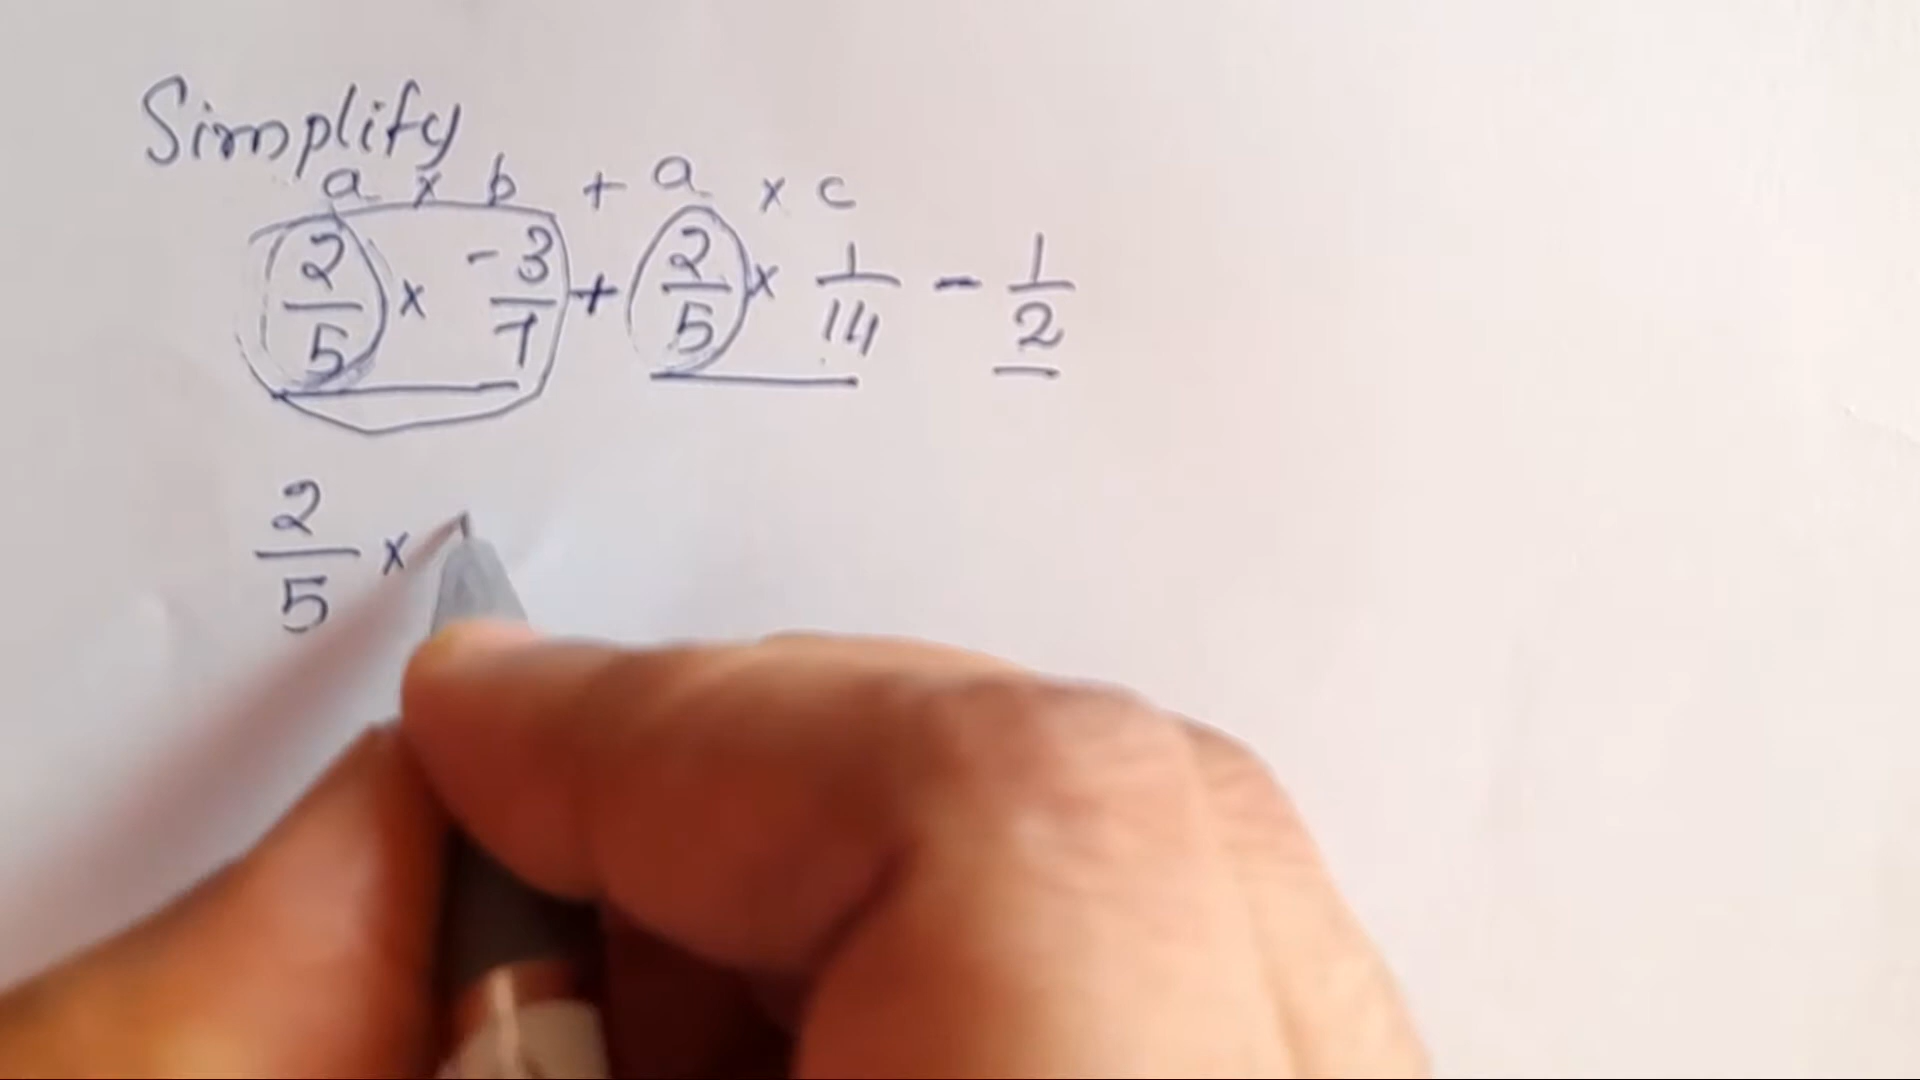 Simplify
a x b + a x c
2/5 x -3/7 + 2/5 x 1/14 - 1/2
2/5 x